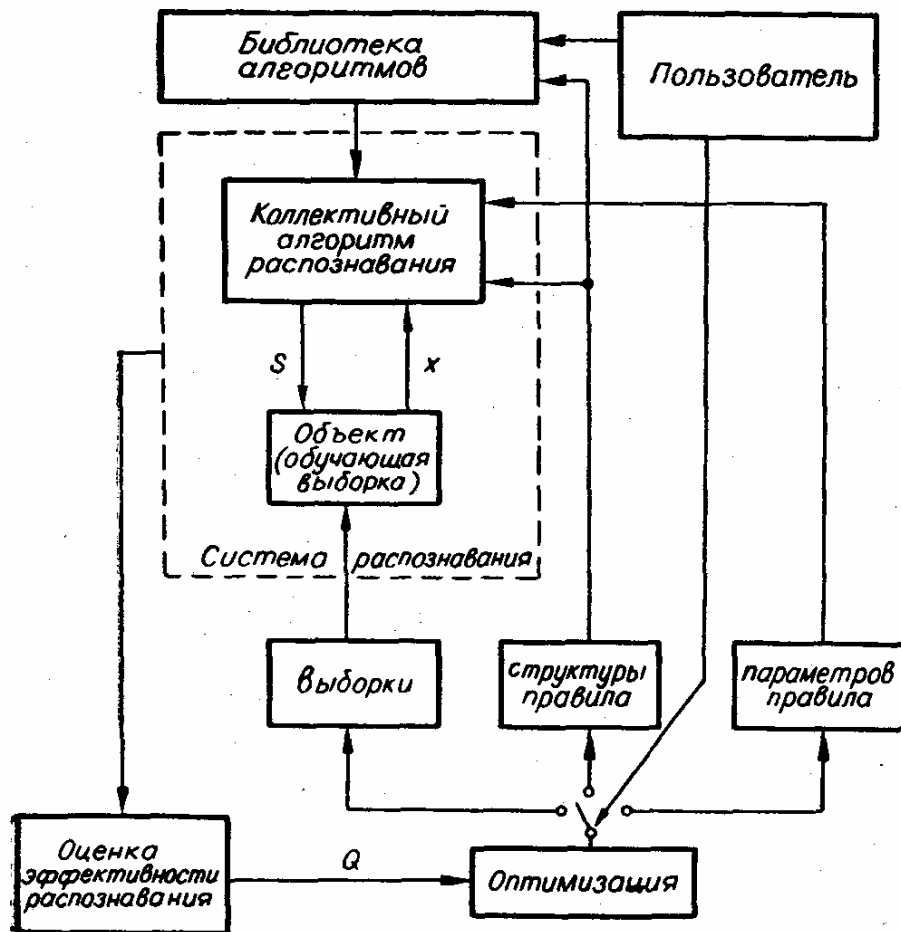 Библиотека
алгоритмов
Пользователь
Коллективный
алгоритм
распознавания
S
x
Объект
(обучающая
выборка)
Система распознавания
выборки
структуры
правила
параметров
правила
Оценка
эффективности
распознавания
Q
Оптимизация